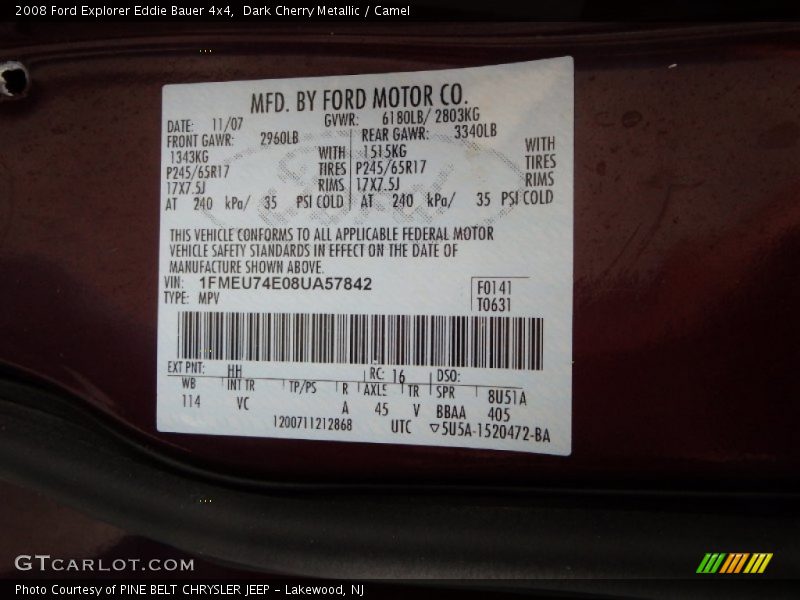 2008 Ford Explorer Eddie Bauer 4x4,  Dark Cherry Metallic / Camel
MFD. BY FORD MOTOR CO.
DATE: 11/07 GVWR: 6180LB/ 2803KG
FRONT GAWR: 2960LB REAR GAWR: 3340LB
1343KG WITH 1515KG WITH
P245/65R17 TIRES P245/65R17 TIRES
17X7.5J RIMS 17X7.5J RIMS
AT 240 kPa/ 35 PSI COLD AT 240 kPa/ 35 PSI COLD
THIS VEHICLE CONFORMS TO ALL APPLICABLE FEDERAL MOTOR
VEHICLE SAFETY STANDARDS IN EFFECT ON THE DATE OF
MANUFACTURE SHOWN ABOVE.
VIN: 1FMEU74E08UA57842 F0141
TYPE: MPV T0631
EXT PNT: HH RC: 16 DSO:
WB INT TR TP/PS R AXLE TR SPR 8U51A
114 VC A 45 V BBAA 405
1200711212868 UTC ▽5U5A-1520472-BA
GTCARLOT.COM
Photo Courtesy of PINE BELT CHRYSLER JEEP - Lakewood, NJ